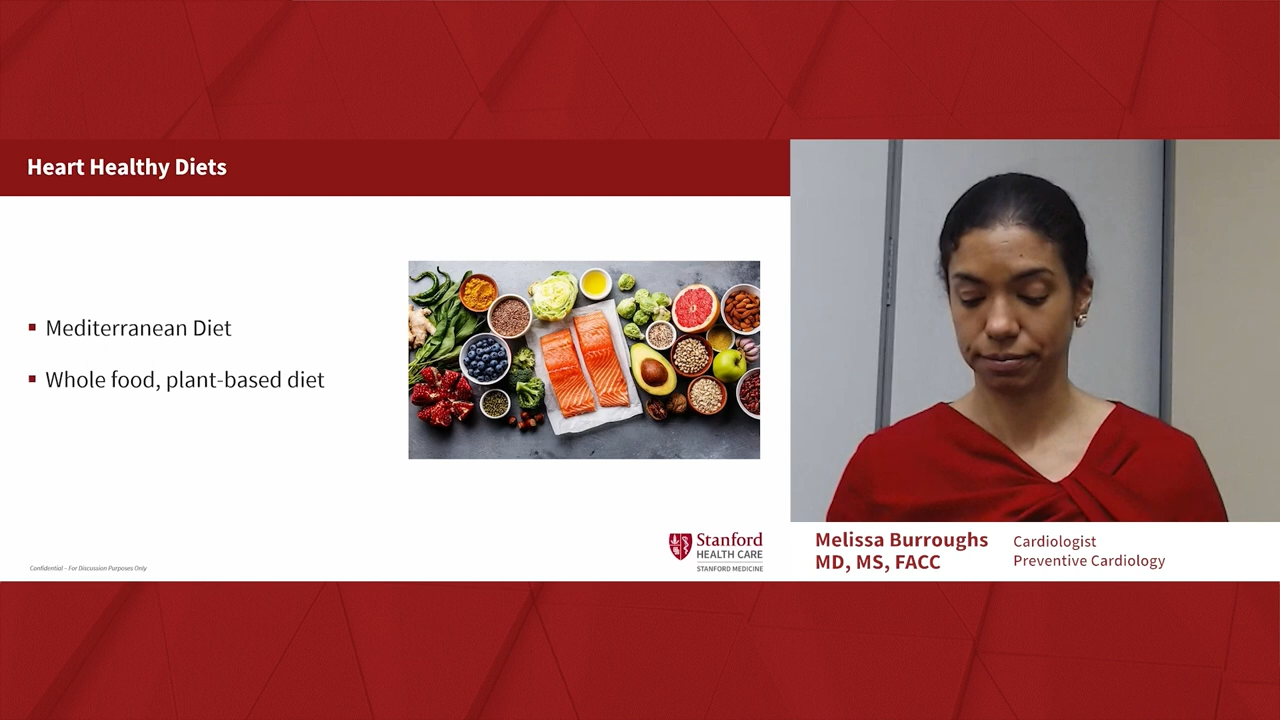 Heart Healthy Diets
Mediterranean Diet
Whole food, plant-based diet
Confidential – For Discussion Purposes Only
Stanford
HEALTH CARE
STANFORD MEDICINE
Melissa Burroughs
MD, MS, FACC
Cardiologist
Preventive Cardiology